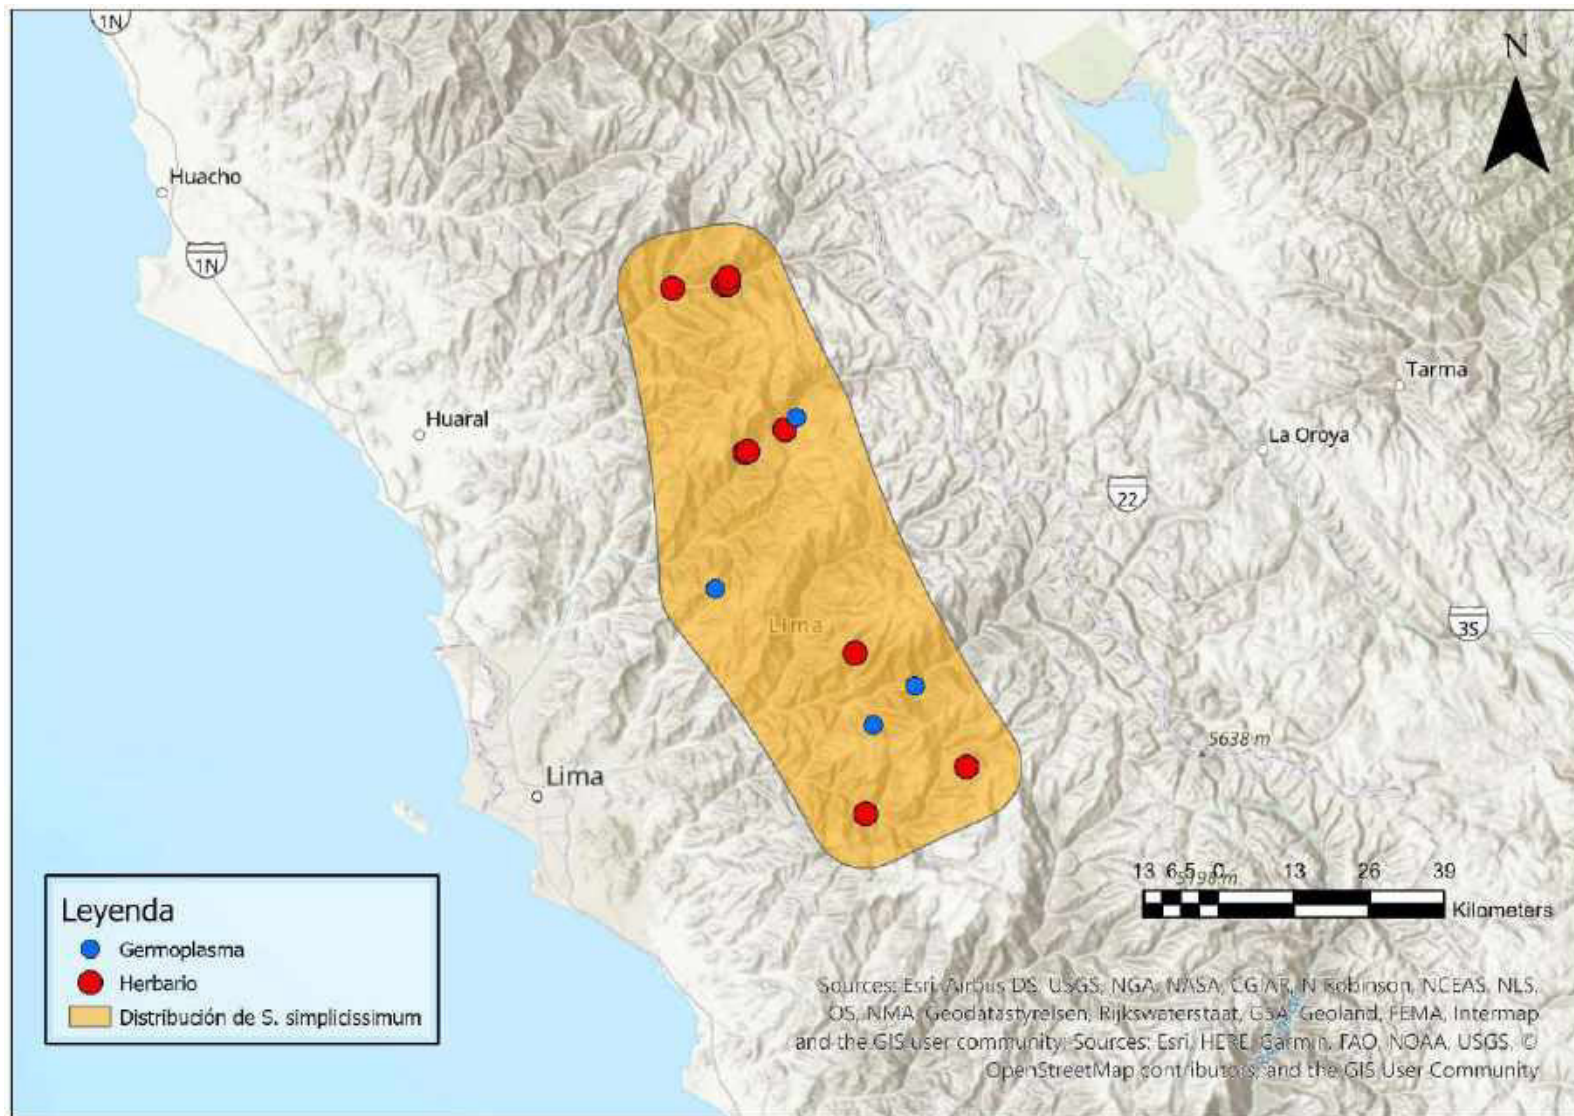 1N
N
Huacho
1N
Tarma
Huaral
La Oroya
22
Lima
35
5638 m
Lima
13 6.5 0 13 26 39
5198 m
Kilometers
Leyenda
Germoplasma
Herbario
Distribución de S. simplicissimum
Sources: Esri, Airbus DS, USGS, NGA, NASA, CGIAR, N Robinson, NCEAS, NLS,
OS, NMA, Geodatastyrelsen, Rijkswaterstaat, GSA, Geoland, FEMA, Intermap
and the GIS user community, Sources: Esri, HERE, Garmin, FAO, NOAA, USGS, ©
OpenStreetMap contributors, and the GIS User Community